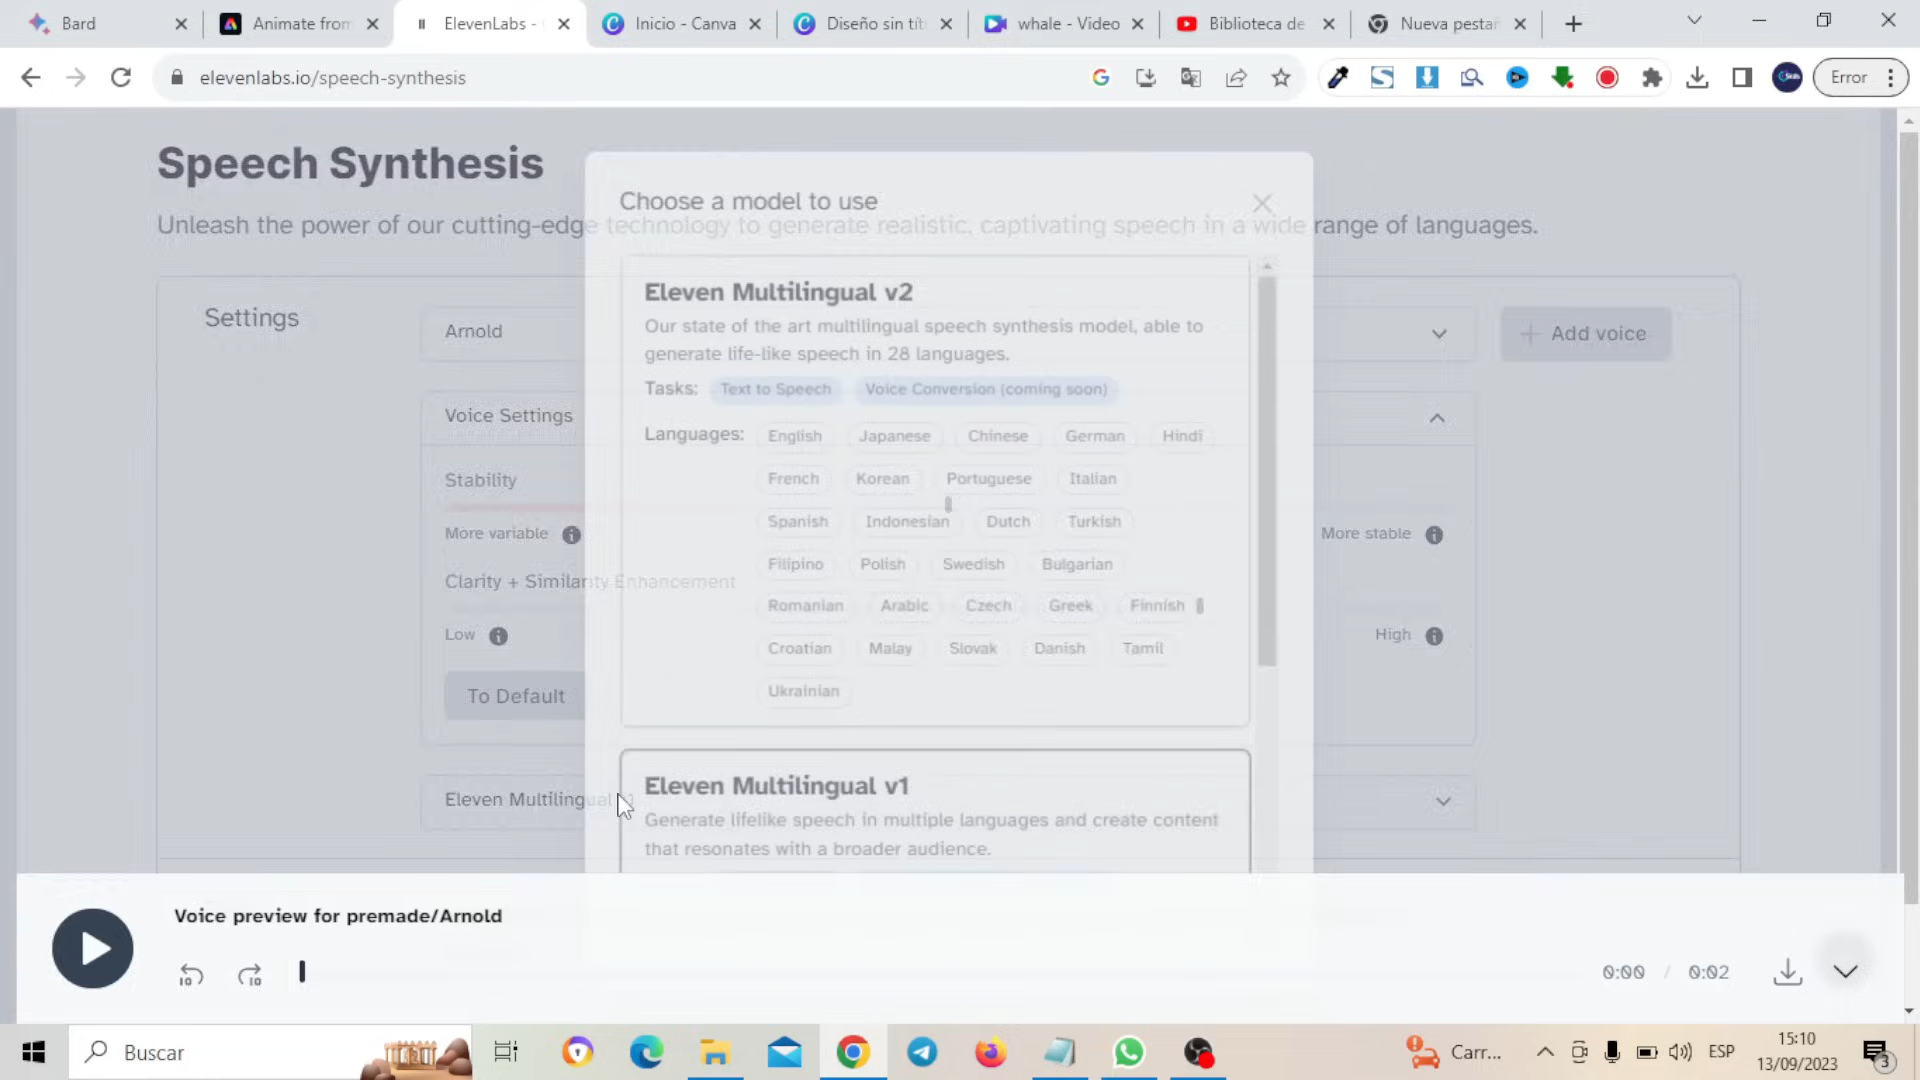 Bard
Animate from
ElevenLabs -
Inicio - Canva
Diseño sin tít
whale - Video
Biblioteca de
Nueva pestañ
elevenlabs.io/speech-synthesis
Error
Speech Synthesis
Unleash the power of our cutting-edge technology to generate realistic, captivating speech in a wide range of languages.
Choose a model to use
Settings
Arnold
Add voice
Voice Settings
Stability
More variable
More stable
Clarity + Similarity Enhancement
Low
High
To Default
Eleven Multilingual v1
Eleven Multilingual v2
Our state of the art multilingual speech synthesis model, able to
generate life-like speech in 28 languages.
Tasks: Text to Speech Voice Conversion (coming soon)
Languages: English Japanese Chinese German Hindi
French Korean Portuguese Italian
Spanish Indonesian Dutch Turkish
Filipino Polish Swedish Bulgarian
Romanian Arabic Czech Greek Finnish
Croatian Malay Slovak Danish Tamil
Ukrainian
Eleven Multilingual v1
Generate lifelike speech in multiple languages and create content
that resonates with a broader audience.
Voice preview for premade/Arnold
10 10
0:00 / 0:02
Buscar
Carr...
ESP
15:10
13/09/2023
3